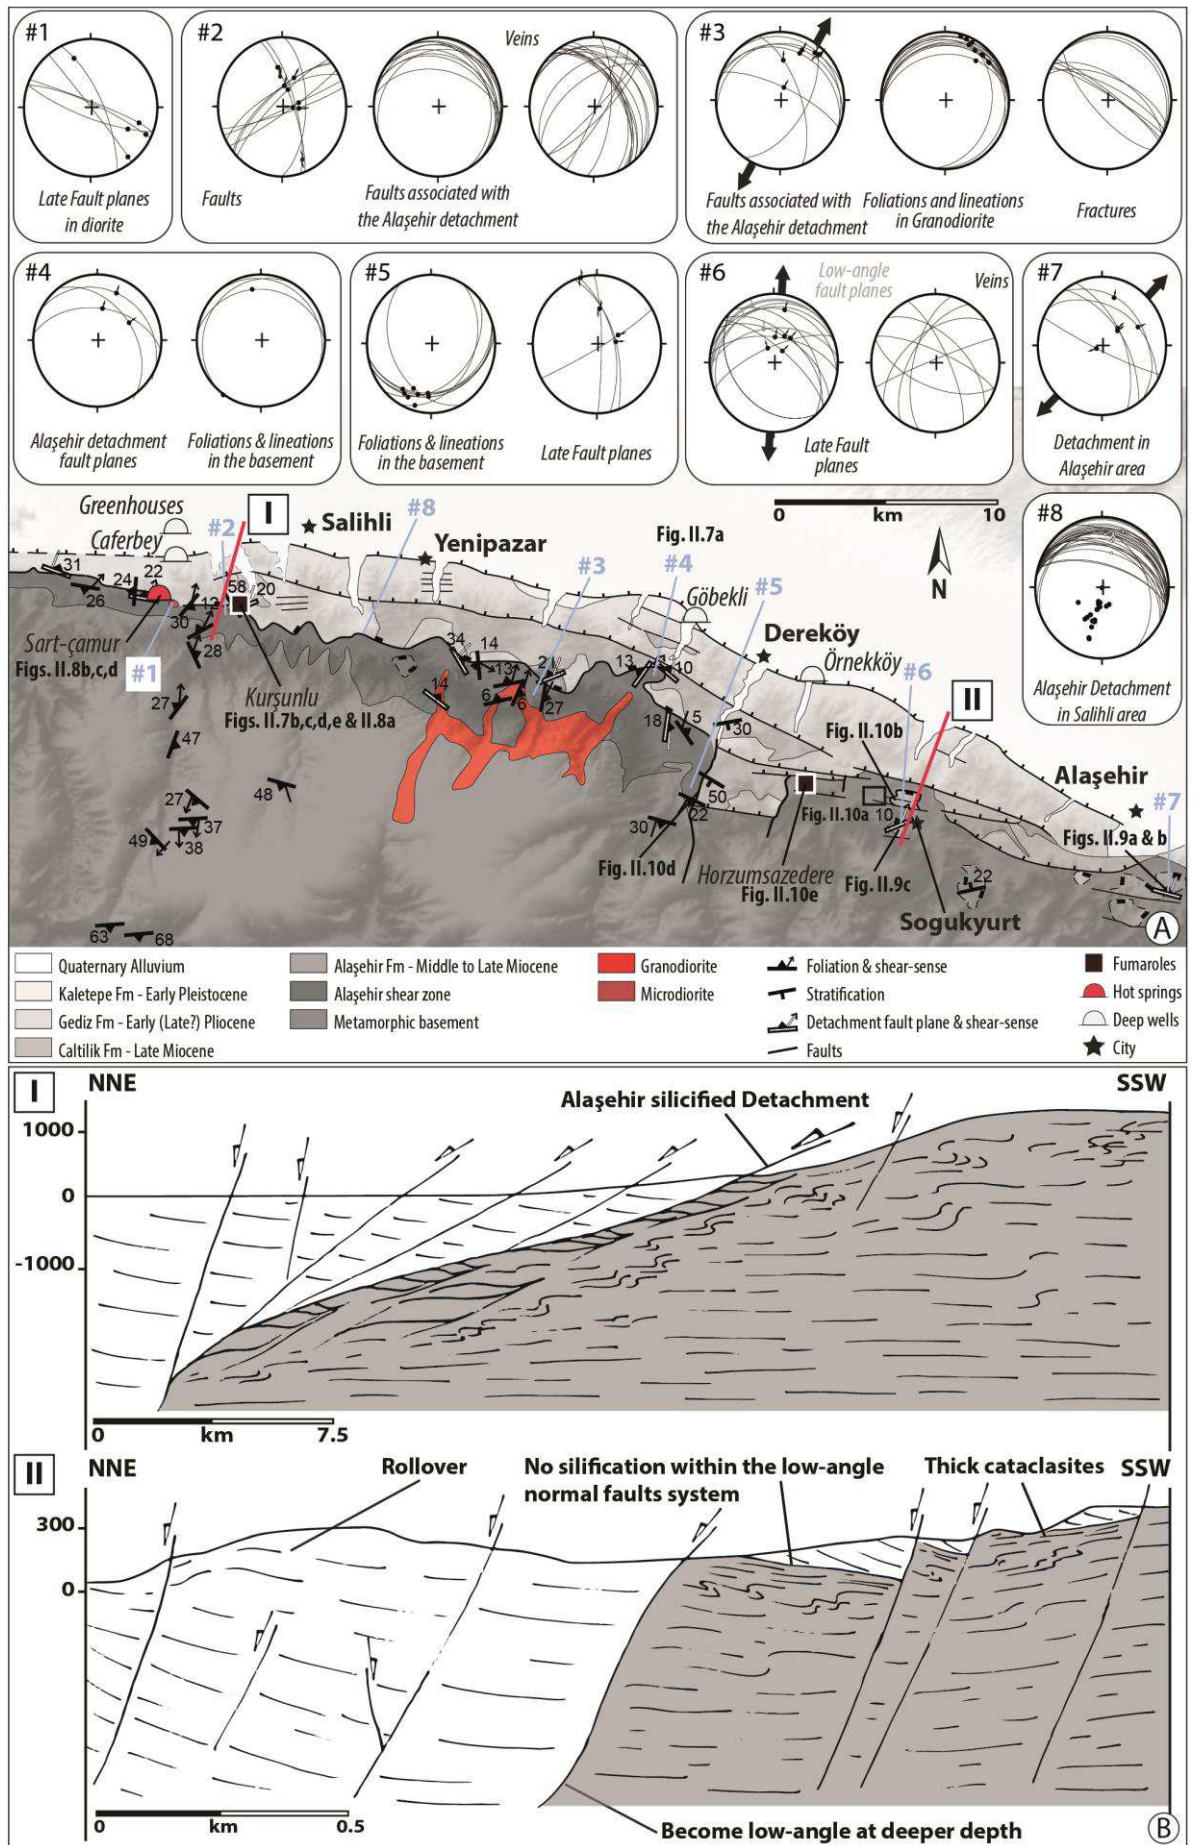 #1
Late Fault planes
in diorite
#2
Veins
Faults
Faults associated with
the Alaşehir detachment
#3
Faults associated with
the Alaşehir detachment
Foliations and lineations
in Granodiorite
Fractures
#4
Alaşehir detachment
fault planes
Foliations & lineations
in the basement
#5
Foliations & lineations
in the basement
Late Fault planes
#6
Low-angle
fault planes
Veins
Late Fault
planes
#7
Detachment in
Alaşehir area
#8
Alaşehir Detachment
in Salihli area
Greenhouses
Caferbey
#2
I
Salihli
#8
Yenipazar
Fig. II.7a
0 km 10
N
#3
#4
#5
Göbekli
Dereköy
Örnekköy
#6
II
Fig. II.10b
Alaşehir
#7
Figs. II.9a & b
31
26
24
22
30
12
58
20
28
Sart-çamur
Figs. II.8b,c,d
#1
Kurşunlu
Figs. II.7b,c,d,e & II.8a
27
47
27
37
49
38
48
63
68
34
14
13
14
6
6
27
13
10
18
5
30
50
22
30
Fig. II.10d
Horzumsazedere
Fig. II.10e
Fig. II.10a
10
Fig. II.9c
Sogukyurt
22
A
Quaternary Alluvium
Kaletepe Fm - Early Pleistocene
Gediz Fm - Early (Late?) Pliocene
Caltilik Fm - Late Miocene
Alaşehir Fm - Middle to Late Miocene
Alaşehir shear zone
Metamorphic basement
Granodiorite
Microdiorite
Foliation & shear-sense
Stratification
Detachment fault plane & shear-sense
Faults
Fumaroles
Hot springs
Deep wells
City
I
NNE
SSW
Alaşehir silicified Detachment
1000
0
-1000
0 km 7.5
II
NNE
Rollover
No silification within the low-angle
normal faults system
Thick cataclasites
SSW
300
0
0 km 0.5
Become low-angle at deeper depth
B